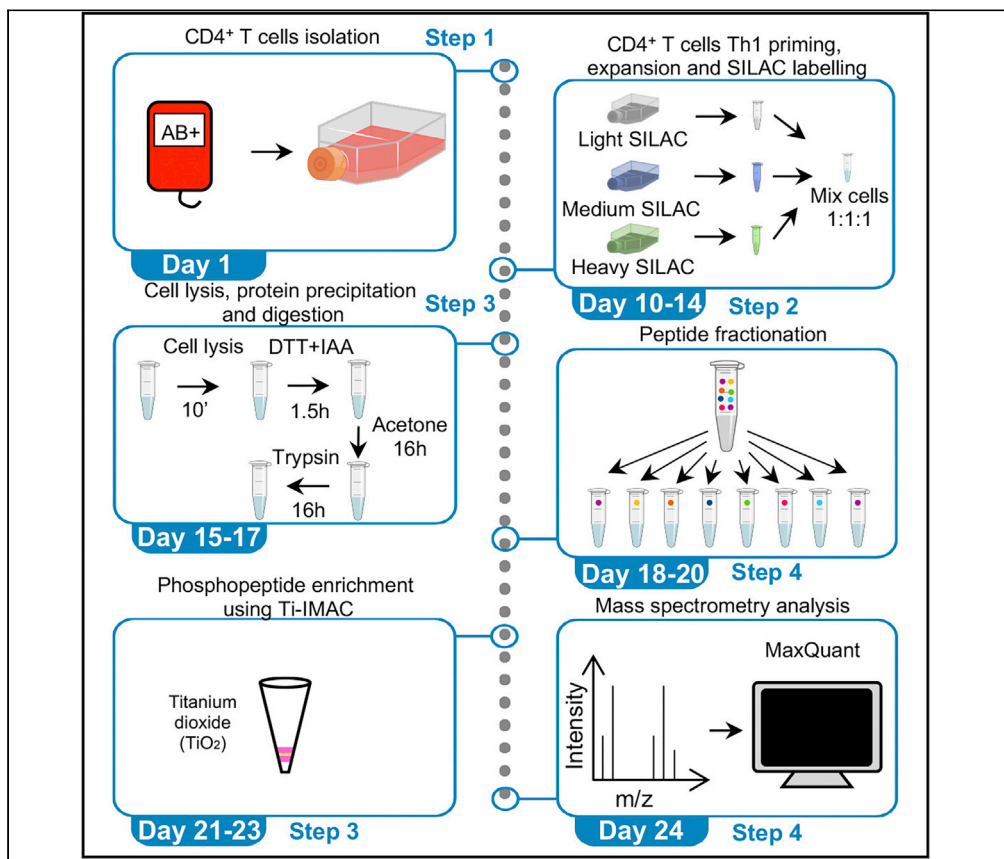 CD4⁺ T cells isolation
Step 1
AB+
Day 1
CD4⁺ T cells Th1 priming,
expansion and SILAC labelling
Light SILAC
Medium SILAC
Heavy SILAC
Mix cells
1:1:1
Day 10-14
Step 2
Cell lysis, protein precipitation
and digestion
Step 3
Cell lysis
10'
DTT+IAA
1.5h
Acetone
16h
Trypsin
16h
Day 15-17
Peptide fractionation
Day 18-20
Step 4
Phosphopeptide enrichment
using Ti-IMAC
Titanium
dioxide
(TiO₂)
Day 21-23
Step 3
Mass spectrometry analysis
Intensity
m/z
MaxQuant
Day 24
Step 4